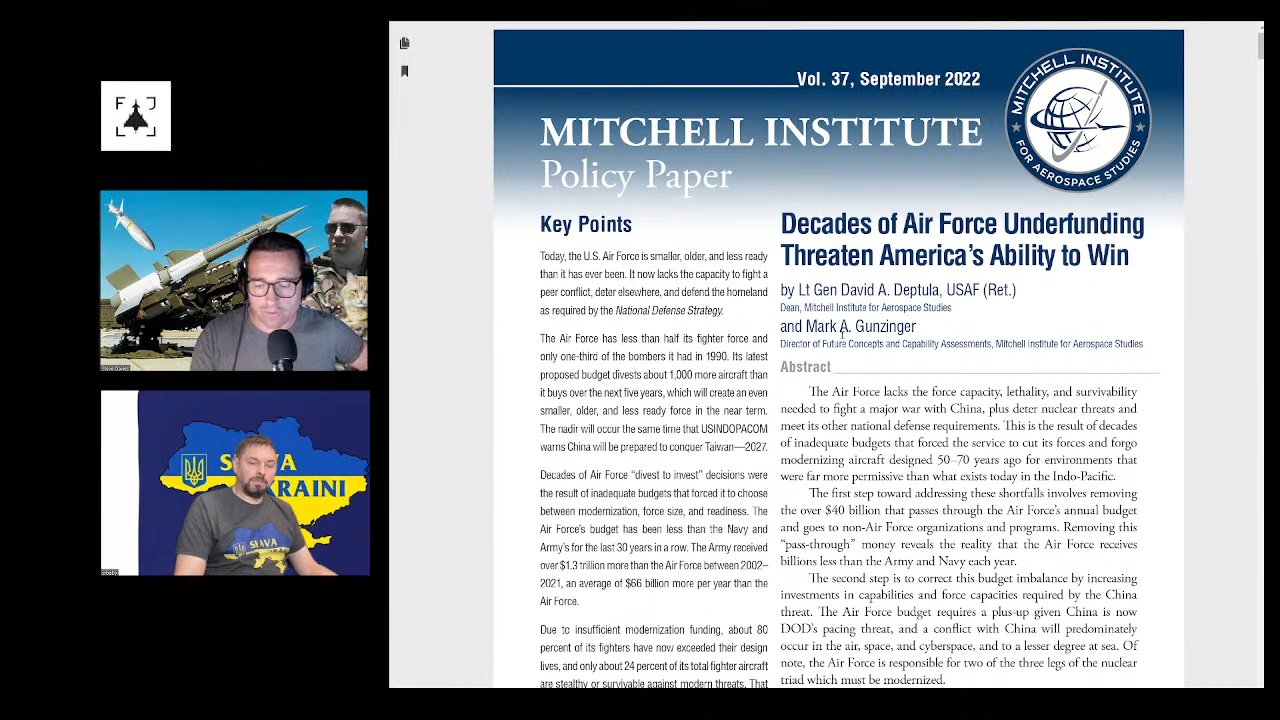 F J
Steve Davies
SLAVA
UKRAINI
SLAVA
Vol. 37, September 2022
MITCHELL INSTITUTE
Policy Paper
MITCHELL INSTITUTE
FOR AEROSPACE STUDIES
Key Points
Today, the U.S. Air Force is smaller, older, and less ready
than it has ever been. It now lacks the capacity to fight a
peer conflict, deter elsewhere, and defend the homeland
as required by the National Defense Strategy.
The Air Force has less than half its fighter force and
only one-third of the bombers it had in 1990. Its latest
proposed budget divests about 1,000 more aircraft than
it buys over the next five years, which will create an even
smaller, older, and less ready force in the near term.
The nadir will occur the same time that USINDOPACOM
warns China will be prepared to conquer Taiwan—2027.
Decades of Air Force “divest to invest” decisions were
the result of inadequate budgets that forced it to choose
between modernization, force size, and readiness. The
Air Force’s budget has been less than the Navy and
Army’s for the last 30 years in a row. The Army received
over $1.3 trillion more than the Air Force between 2002–
2021, an average of $66 billion more per year than the
Air Force.
Due to insufficient modernization funding, about 80
percent of its fighters have now exceeded their design
lives, and only about 24 percent of its total fighter aircraft
are stealthy or survivable against modern threats. That
Decades of Air Force Underfunding
Threaten America’s Ability to Win
by Lt Gen David A. Deptula, USAF (Ret.)
Dean, Mitchell Institute for Aerospace Studies
and Mark A. Gunzinger
Director of Future Concepts and Capability Assessments, Mitchell Institute for Aerospace Studies
Abstract
The Air Force lacks the force capacity, lethality, and survivability
needed to fight a major war with China, plus deter nuclear threats and
meet its other national defense requirements. This is the result of decades
of inadequate budgets that forced the service to cut its forces and forgo
modernizing aircraft designed 50–70 years ago for environments that
were far more permissive than what exists today in the Indo-Pacific.
The first step toward addressing these shortfalls involves removing
the over $40 billion that passes through the Air Force’s annual budget
and goes to non-Air Force organizations and programs. Removing this
“pass-through” money reveals the reality that the Air Force receives
billions less than the Army and Navy each year.
The second step is to correct this budget imbalance by increasing
investments in capabilities and force capacities required by the China
threat. The Air Force budget requires a plus-up given China is now
DOD’s pacing threat, and a conflict with China will predominately
occur in the air, space, and cyberspace, and to a lesser degree at sea. Of
note, the Air Force is responsible for two of the three legs of the nuclear
triad which must be modernized.